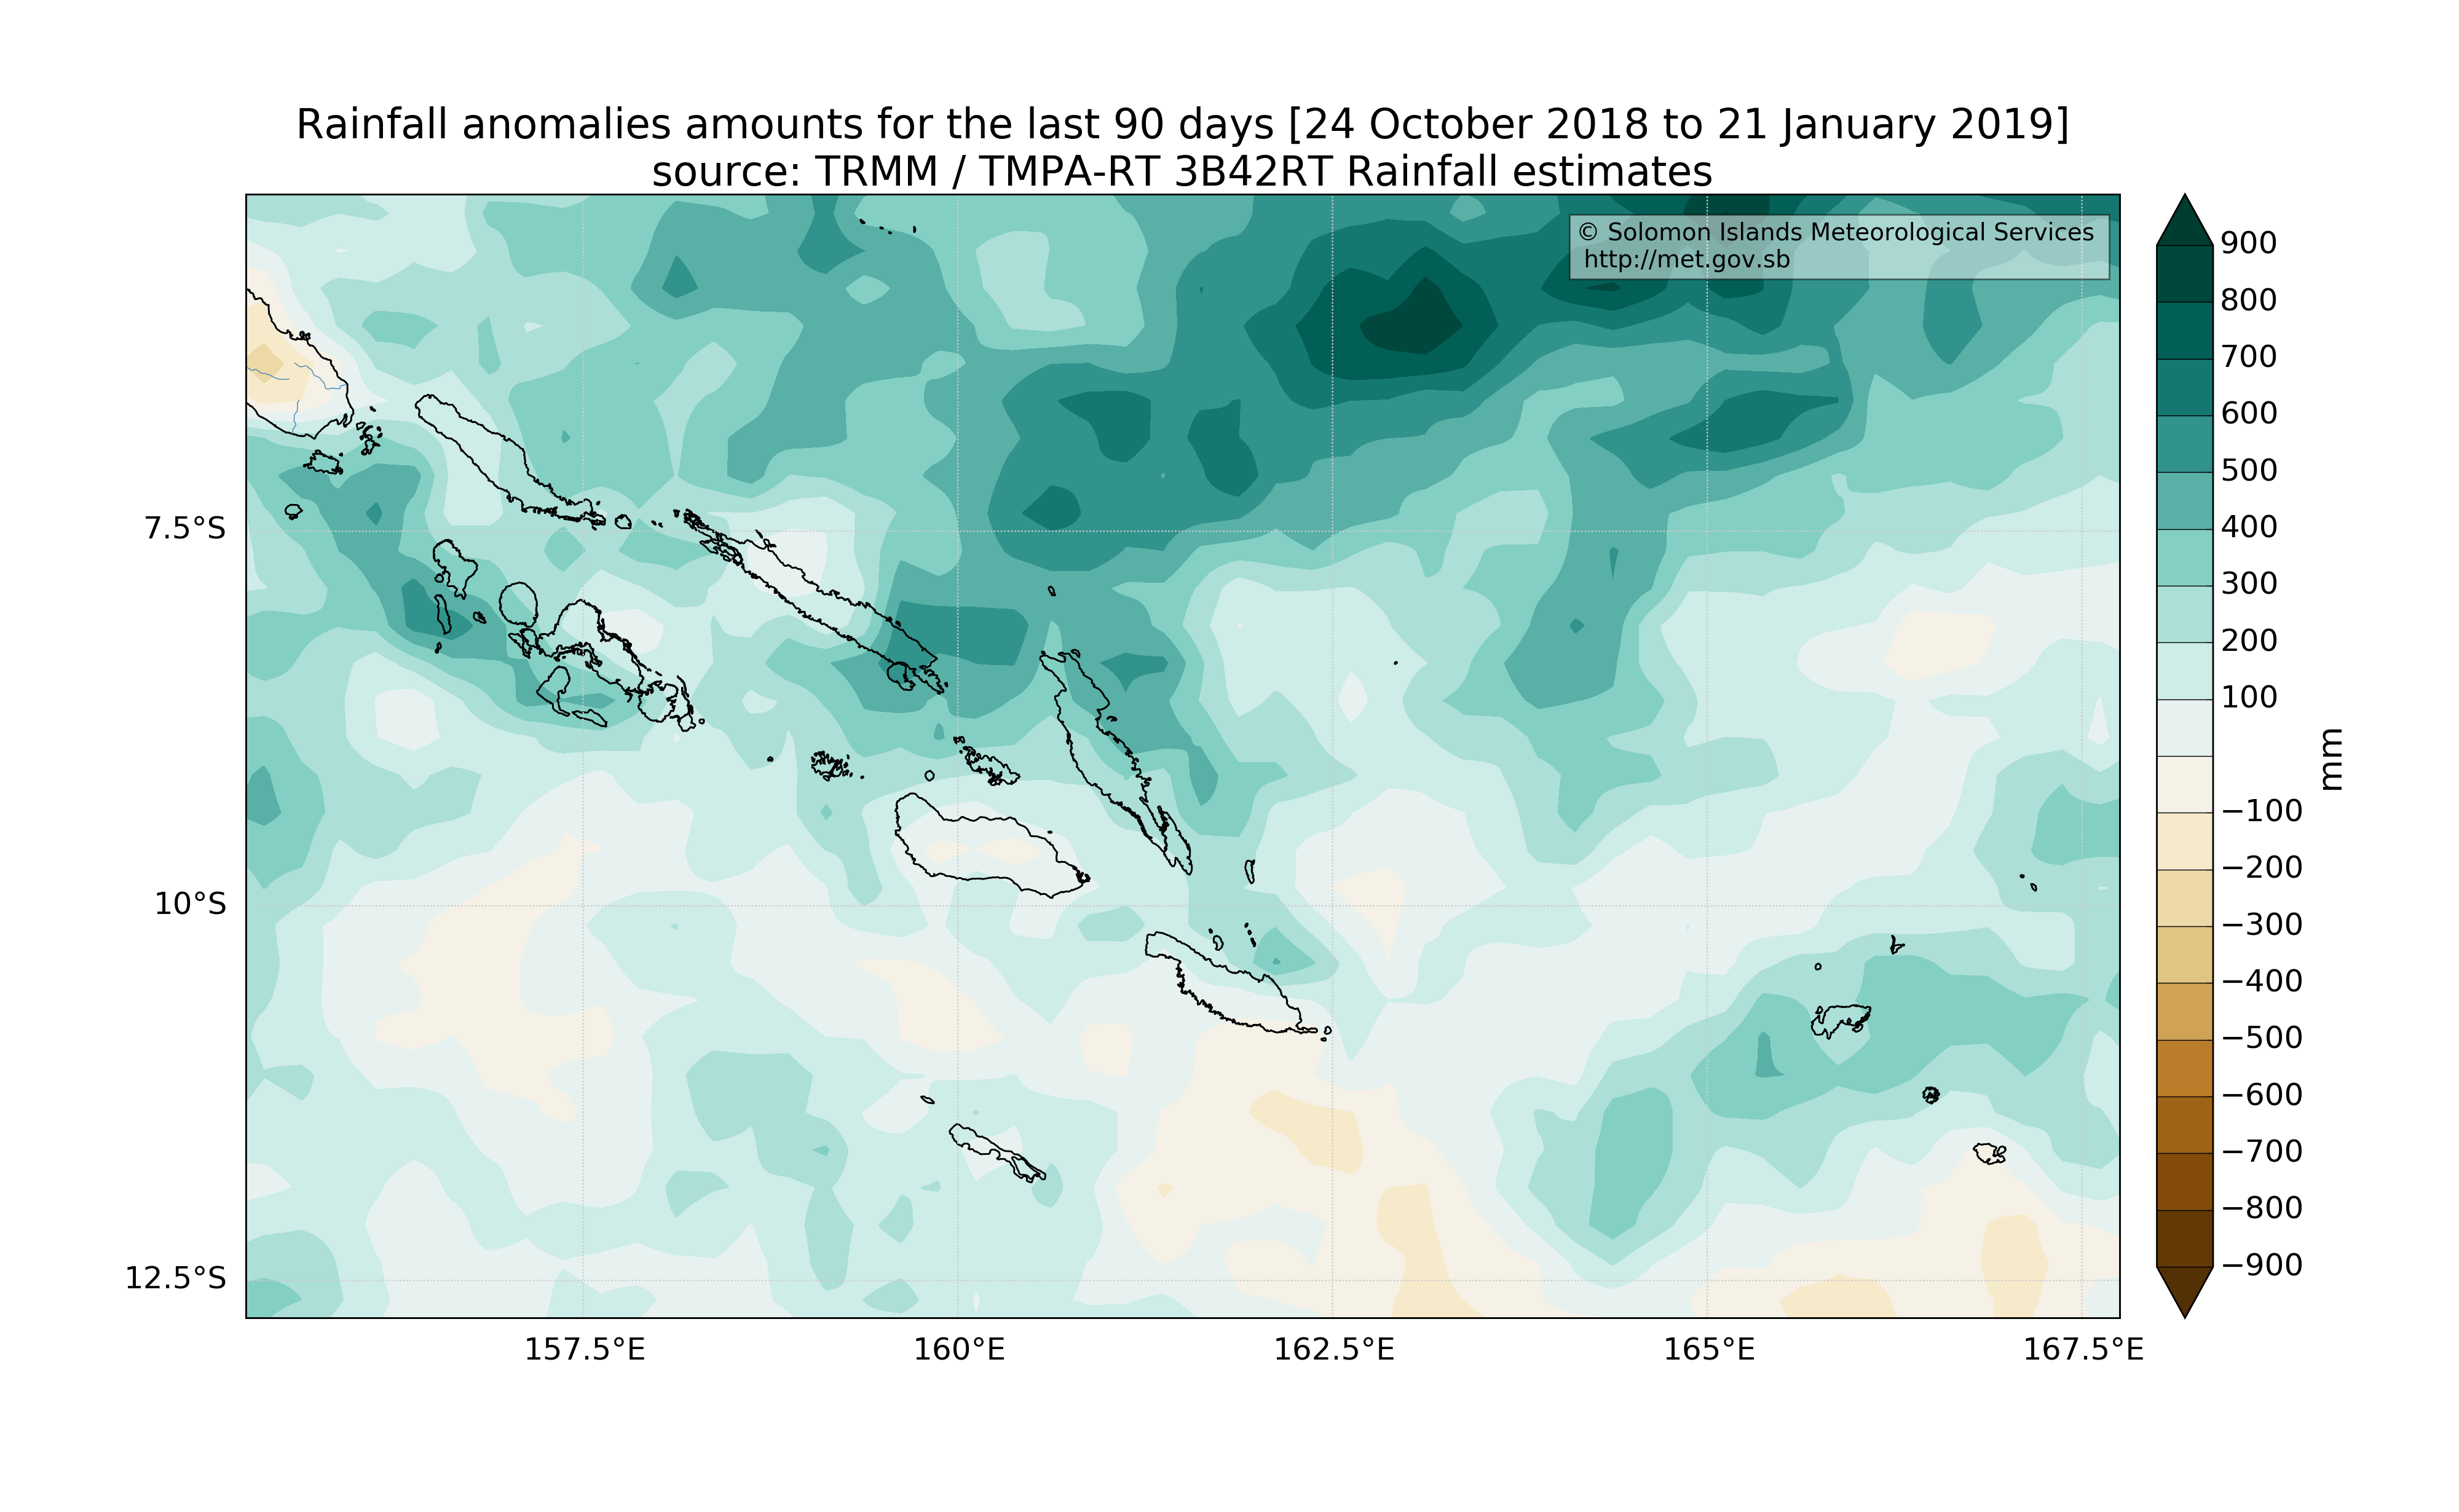 Rainfall anomalies amounts for the last 90 days [24 October 2018 to 21 January 2019]
source: TRMM / TMPA-RT 3B42RT Rainfall estimates
© Solomon Islands Meteorological Services
http://met.gov.sb
7.5°S
10°S
12.5°S
157.5°E
160°E
162.5°E
165°E
167.5°E
900
800
700
600
500
400
300
200
100
−100
−200
−300
−400
−500
−600
−700
−800
−900
mm